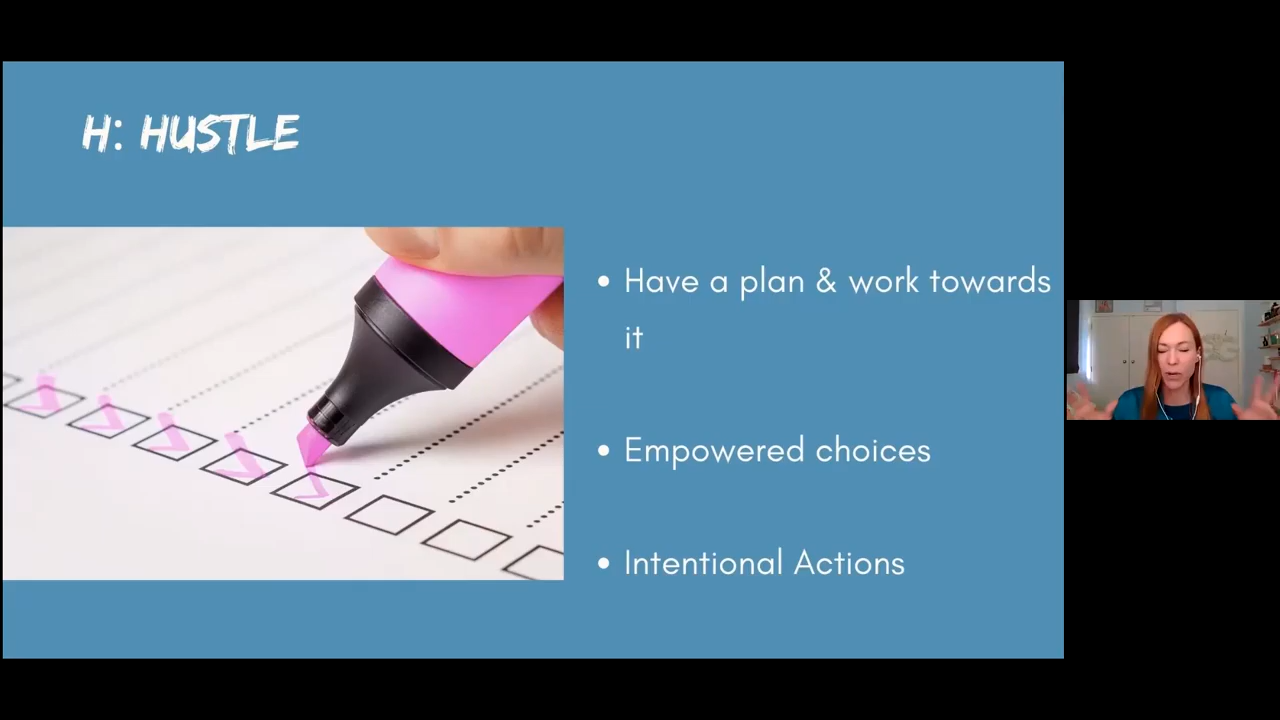 H: HUSTLE
• Have a plan & work towards
it
• Empowered choices
• Intentional Actions